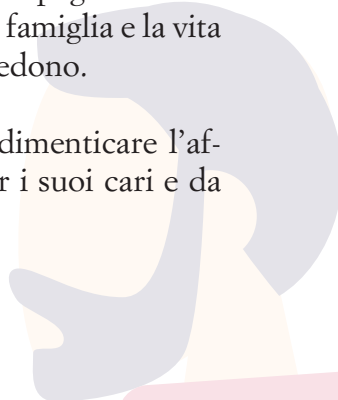 famiglia e la vita
edono.
dimenticare l'af-
r i suoi cari e da